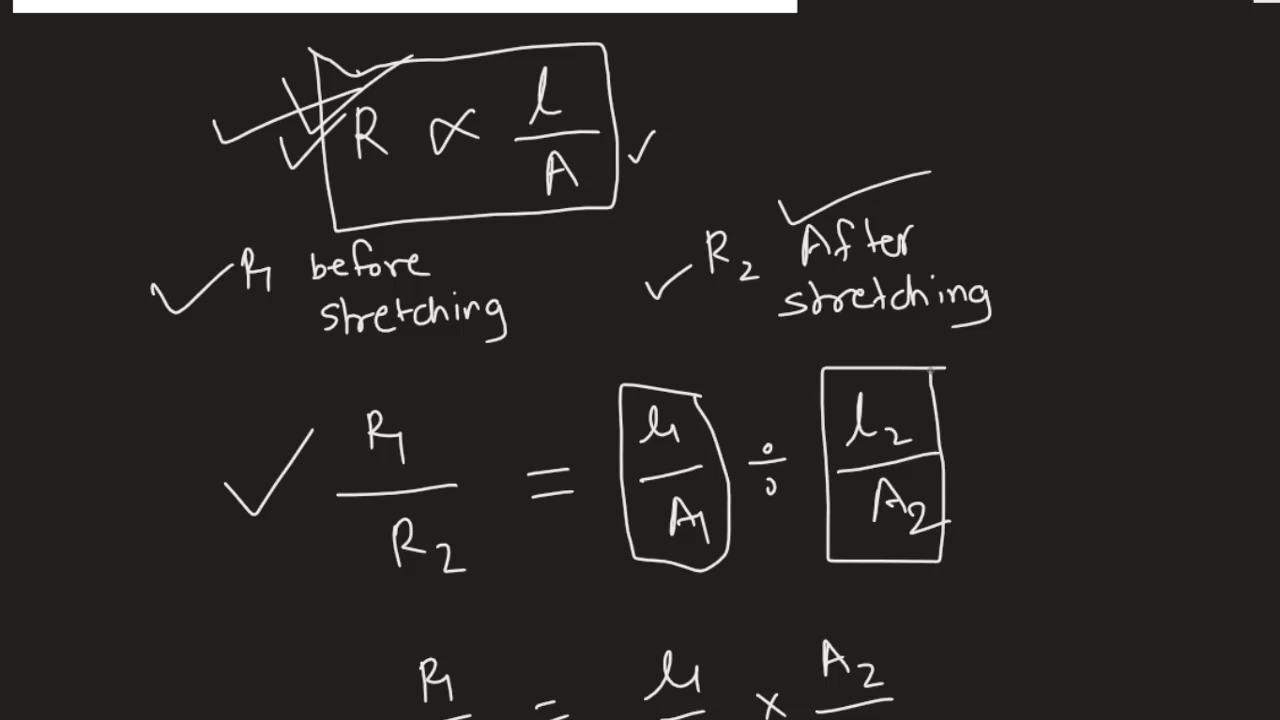 R ∝ l/A
R1 before stretching
R2 After stretching
R1/R2 = l1/A1 ÷ l2/A2
R1 = l1 × A2